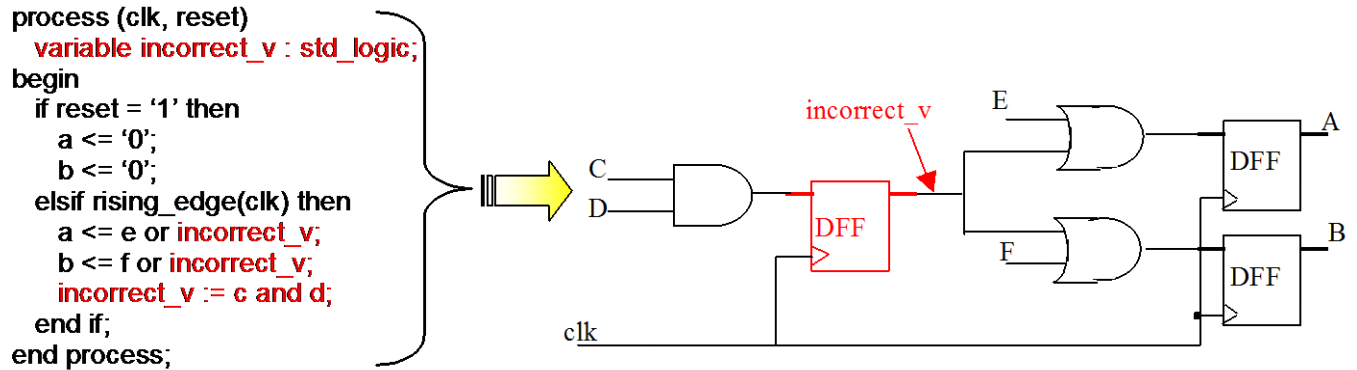 process (clk, reset)
variable incorrect_v : std_logic;
begin
if reset = ‘1’ then
a <= ‘0’;
b <= ‘0’;
elsif rising_edge(clk) then
a <= e or incorrect_v;
b <= f or incorrect_v;
incorrect_v := c and d;
end if;
end process;
C
D
DFF
incorrect_v
E
F
DFF
A
DFF
B
clk